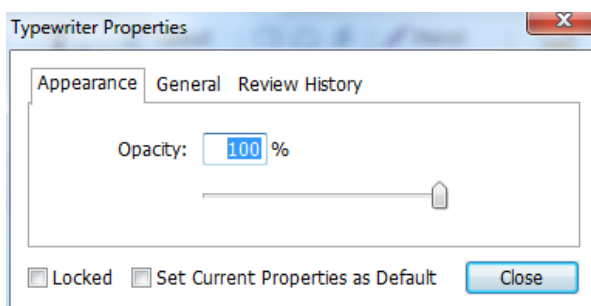 Typewriter Properties
Appearance General Review History
Opacity: 100 %
Locked Set Current Properties as Default Close